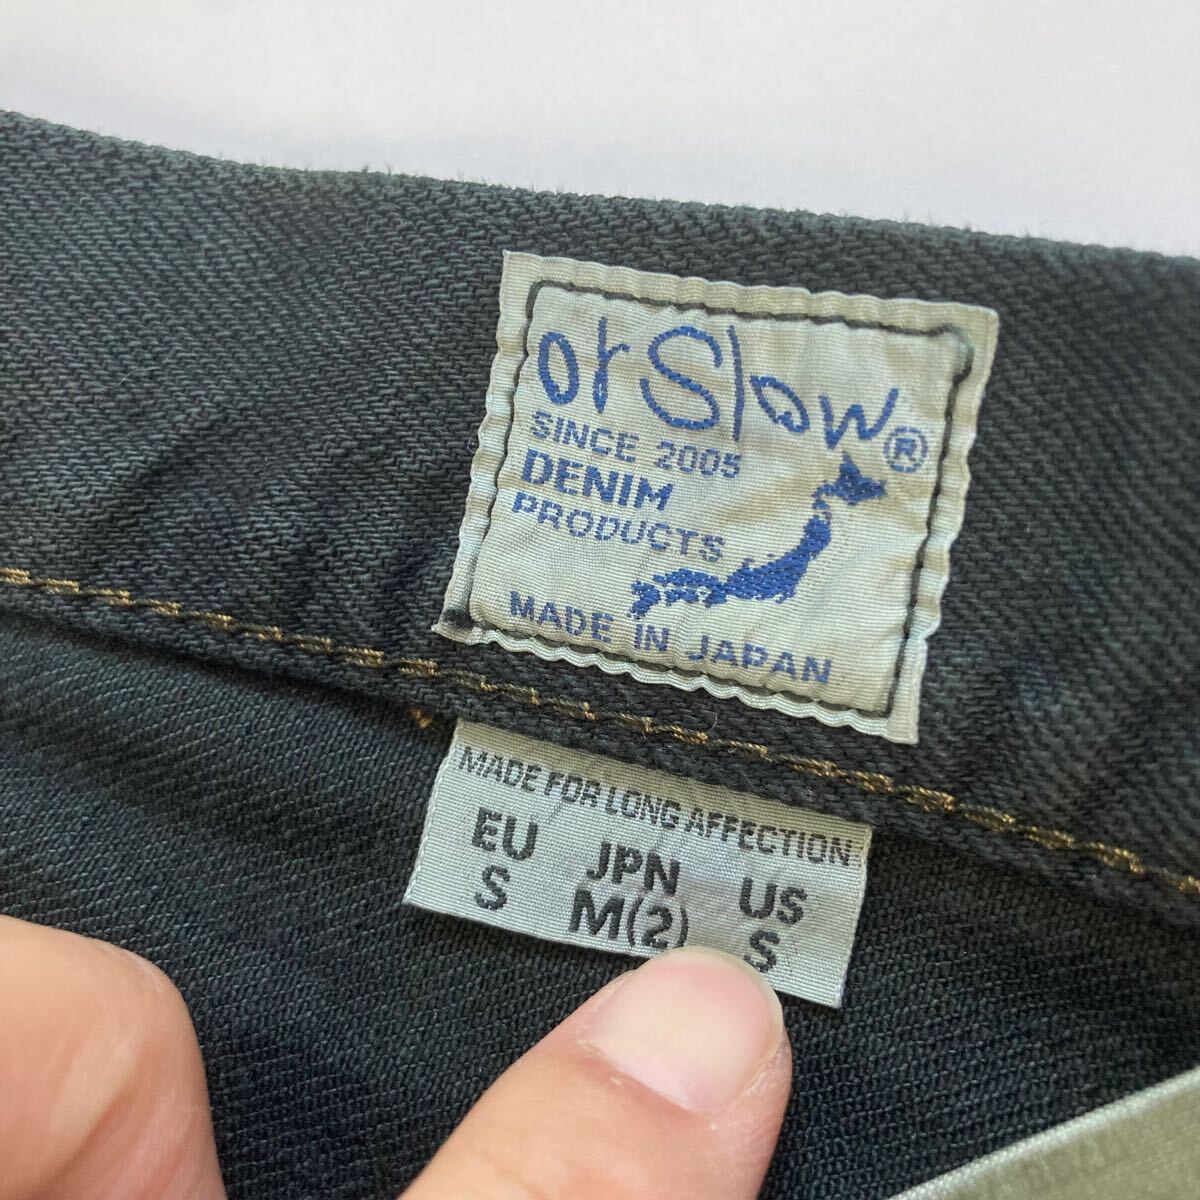 orSlow®
SINCE 2005
DENIM
PRODUCTS
MADE IN JAPAN
MADE FOR LONG AFFECTION
EU JPN US
S M(2) S